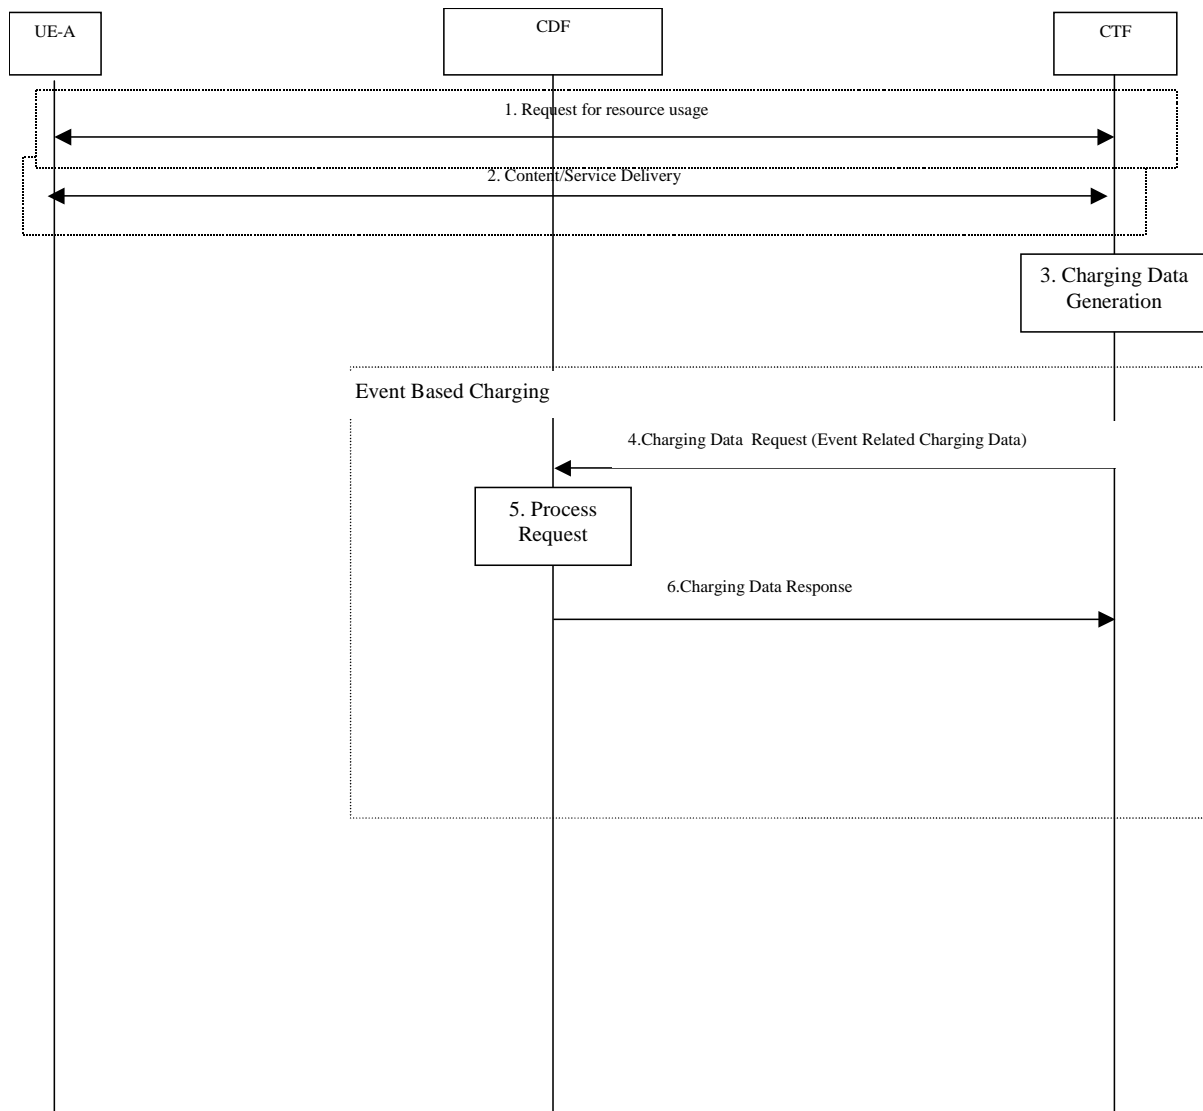 UE-A
CDF
CTF
1. Request for resource usage
2. Content/Service Delivery
3. Charging Data
Generation
Event Based Charging
4.Charging Data  Request (Event Related Charging Data)
5. Process
Request
6.Charging Data Response